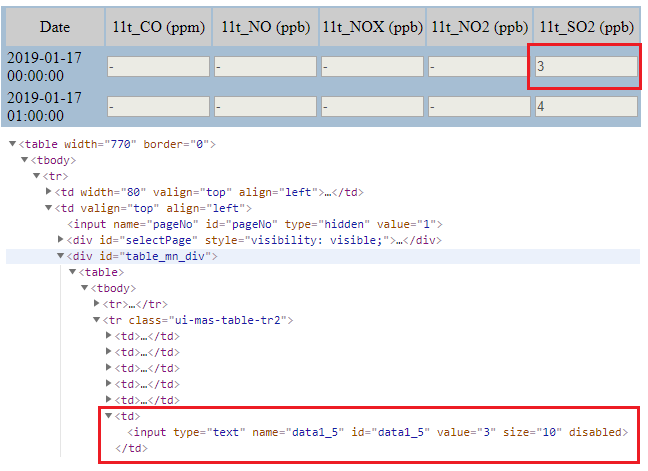 Date 11t_CO (ppm) 11t_NO (ppb) 11t_NOX (ppb) 11t_NO2 (ppb) 11t_SO2 (ppb)
2019-01-17
00:00:00 - - - - 3
2019-01-17
01:00:00 - - - - 4
▼<table width="770" border="0">
▼<tbody>
▼<tr>
▶<td width="80" valign="top" align="left">…</td>
▼<td valign="top" align="left">
<input name="pageNo" id="pageNo" type="hidden" value="1">
▶<div id="selectPage" style="visibility: visible;">…</div>
▼<div id="table_mn_div">
▼<table>
▼<tbody>
▶<tr>…</tr>
▼<tr class="ui-mas-table-tr2">
▶<td>…</td>
▶<td>…</td>
▶<td>…</td>
▶<td>…</td>
▶<td>…</td>
▼<td>
<input type="text" name="data1_5" id="data1_5" value="3" size="10" disabled>
</td>